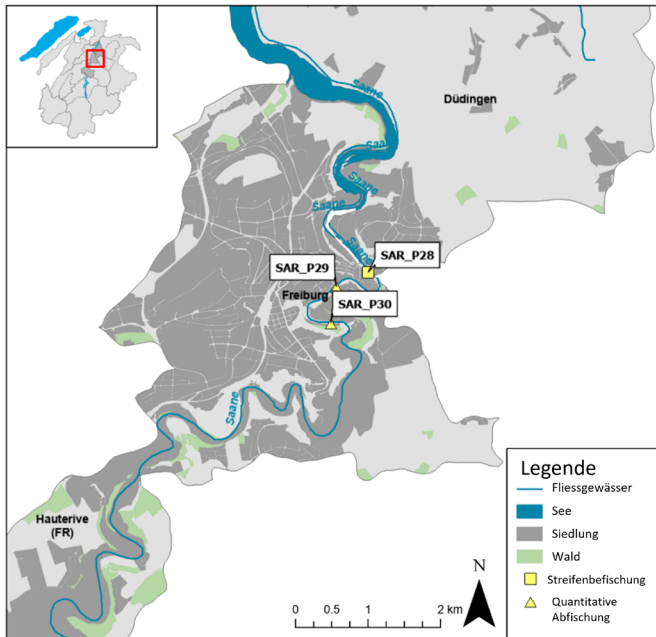 Saane
Düdingen
Saa
Saane
Saane
Saane
SAR_P28
SAR_P29
Freiburg
SAR_P30
Saane
Hauterive
(FR)
Legende
Fliessgewässer
See
Siedlung
Wald
Streifenbefischung
Quantitative
Abfischung
N
0 0.5 1 2 km